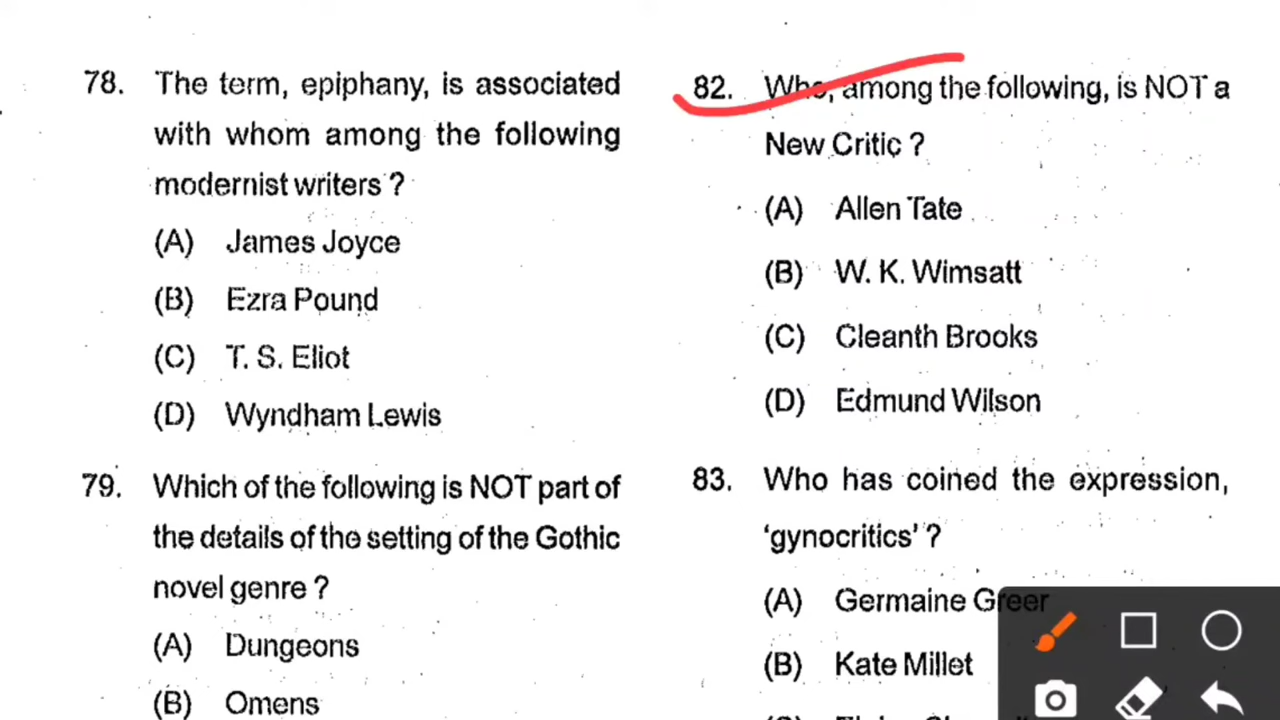 78. The term, epiphany, is associated
with whom among the following
modernist writers ?
(A) James Joyce
(B) Ezra Pound
(C) T. S. Eliot
(D) Wyndham Lewis
79. Which of the following is NOT part of
the details of the setting of the Gothic
novel genre ?
(A) Dungeons
(B) Omens
82. Who, among the following, is NOT a
New Critic ?
(A) Allen Tate
(B) W. K. Wimsatt
(C) Cleanth Brooks
(D) Edmund Wilson
83. Who has coined the expression,
‘gynocritics’ ?
(A) Germaine Greer
(B) Kate Millet